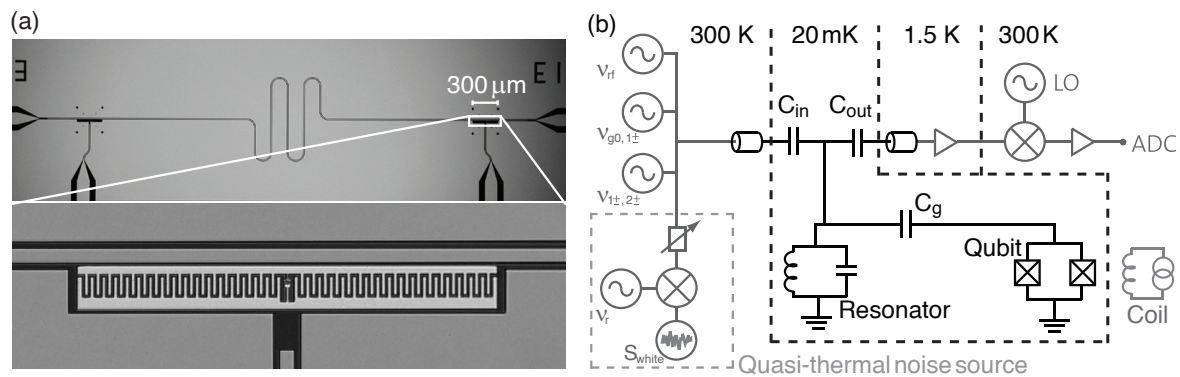 (a)
E
300 μm
E1
(b)
300 K
20 mK
1.5 K
300 K
ν_rf
ν_g0,1±
ν_1±,2±
ν_r
S_white
C_in
C_out
LO
ADC
C_g
Qubit
Resonator
Coil
Quasi-thermal noise source